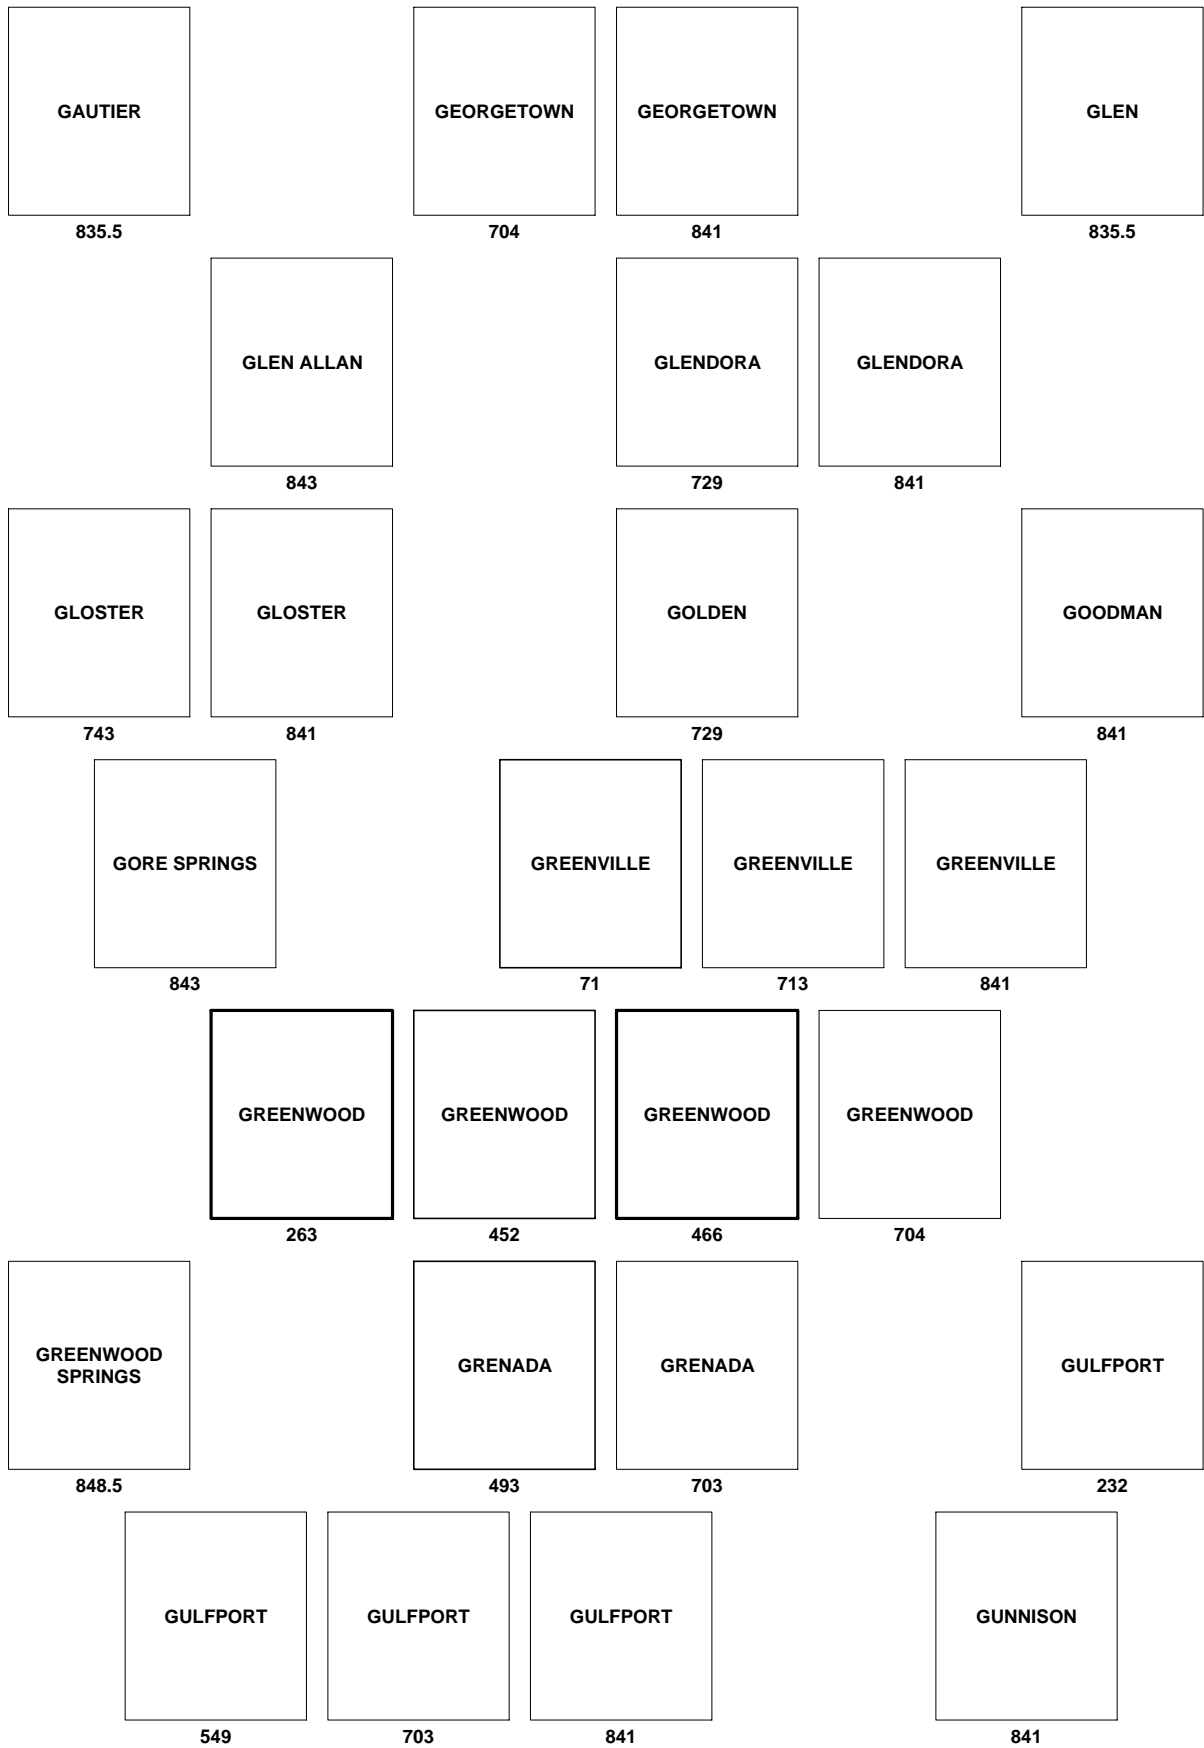 GAUTIER GEORGETOWN GEORGETOWN GLEN
835.5 704 841 835.5
GLEN ALLAN GLENDORA GLENDORA
843 729 841
GLOSTER GLOSTER GOLDEN GOODMAN
743 841 729 841
GORE SPRINGS GREENVILLE GREENVILLE GREENVILLE
843 71 713 841
GREENWOOD GREENWOOD GREENWOOD GREENWOOD
263 452 466 704
GREENWOOD
SPRINGS GRENADA GRENADA GULFPORT
848.5 493 703 232
GULFPORT GULFPORT GULFPORT GUNNISON
549 703 841 841